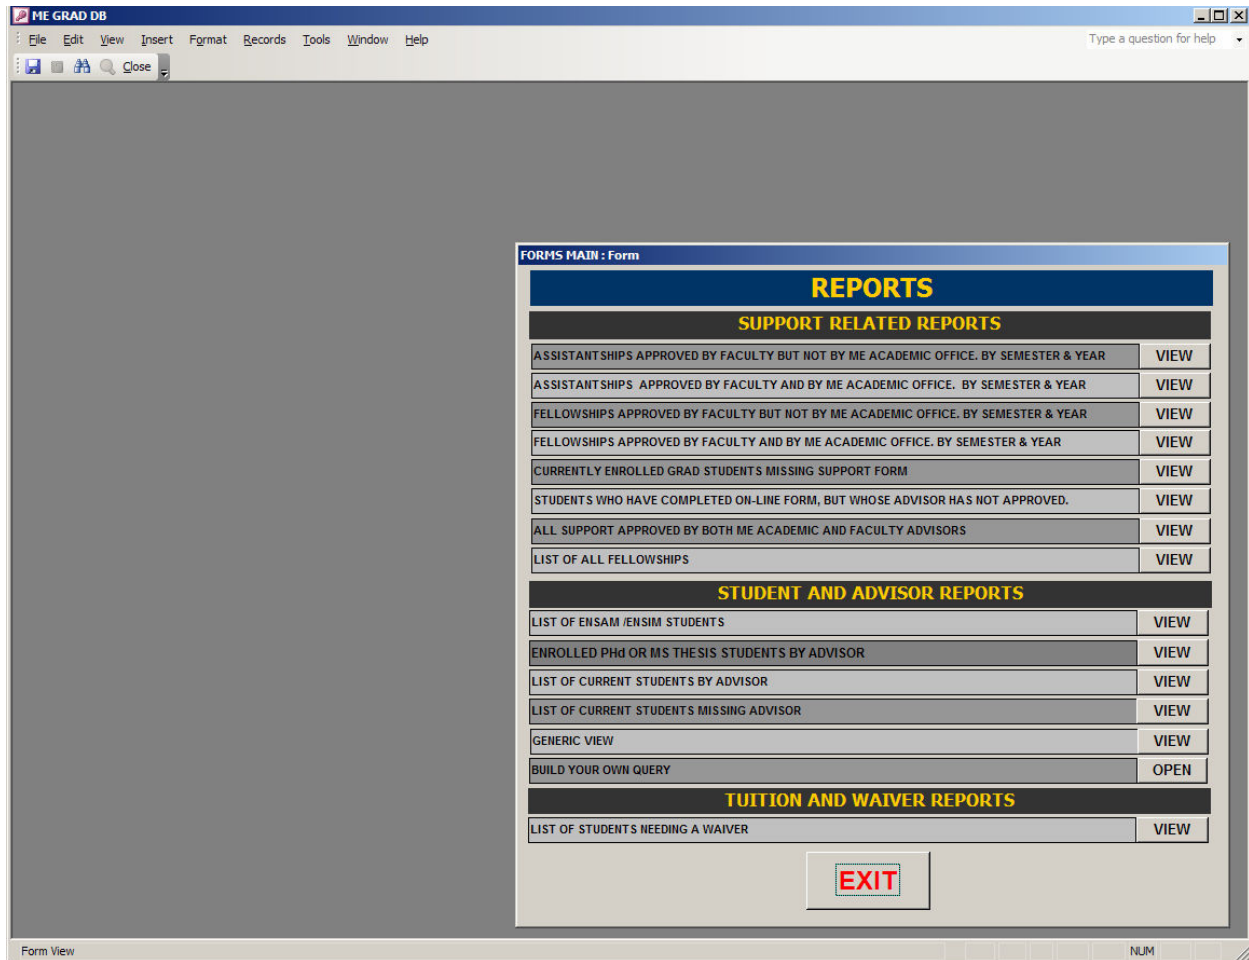 ME GRAD DB
File Edit View Insert Format Records Tools Window Help Type a question for help
Close
FORMS MAIN : Form
REPORTS
SUPPORT RELATED REPORTS
ASSISTANTSHIPS APPROVED BY FACULTY BUT NOT BY ME ACADEMIC OFFICE. BY SEMESTER & YEAR VIEW
ASSISTANTSHIPS APPROVED BY FACULTY AND BY ME ACADEMIC OFFICE. BY SEMESTER & YEAR VIEW
FELLOWSHIPS APPROVED BY FACULTY BUT NOT BY ME ACADEMIC OFFICE. BY SEMESTER & YEAR VIEW
FELLOWSHIPS APPROVED BY FACULTY AND BY ME ACADEMIC OFFICE. BY SEMESTER & YEAR VIEW
CURRENTLY ENROLLED GRAD STUDENTS MISSING SUPPORT FORM VIEW
STUDENTS WHO HAVE COMPLETED ON-LINE FORM, BUT WHOSE ADVISOR HAS NOT APPROVED. VIEW
ALL SUPPORT APPROVED BY BOTH ME ACADEMIC AND FACULTY ADVISORS VIEW
LIST OF ALL FELLOWSHIPS VIEW
STUDENT AND ADVISOR REPORTS
LIST OF ENSAM /ENSIM STUDENTS VIEW
ENROLLED PHd OR MS THESIS STUDENTS BY ADVISOR VIEW
LIST OF CURRENT STUDENTS BY ADVISOR VIEW
LIST OF CURRENT STUDENTS MISSING ADVISOR VIEW
GENERIC VIEW VIEW
BUILD YOUR OWN QUERY OPEN
TUITION AND WAIVER REPORTS
LIST OF STUDENTS NEEDING A WAIVER VIEW
EXIT
Form View NUM